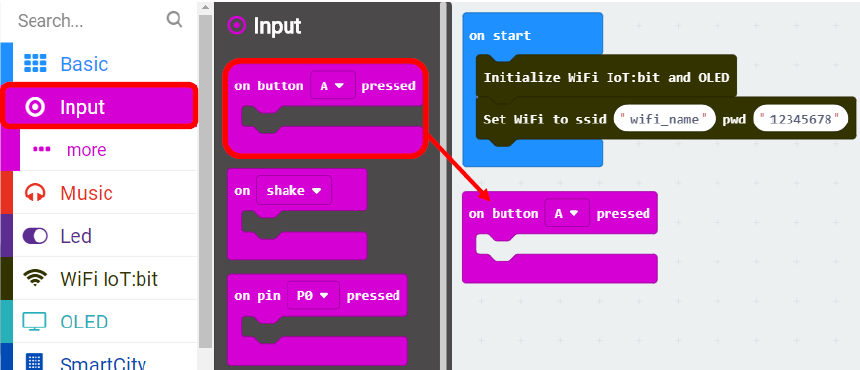 Search...
Basic
Input
more
Music
Led
WiFi IoT:bit
OLED
SmartCity
Input
on button A pressed
on shake
on pin P0 pressed
on start
Initialize WiFi IoT:bit and OLED
Set WiFi to ssid "wifi_name" pwd "12345678"
on button A pressed